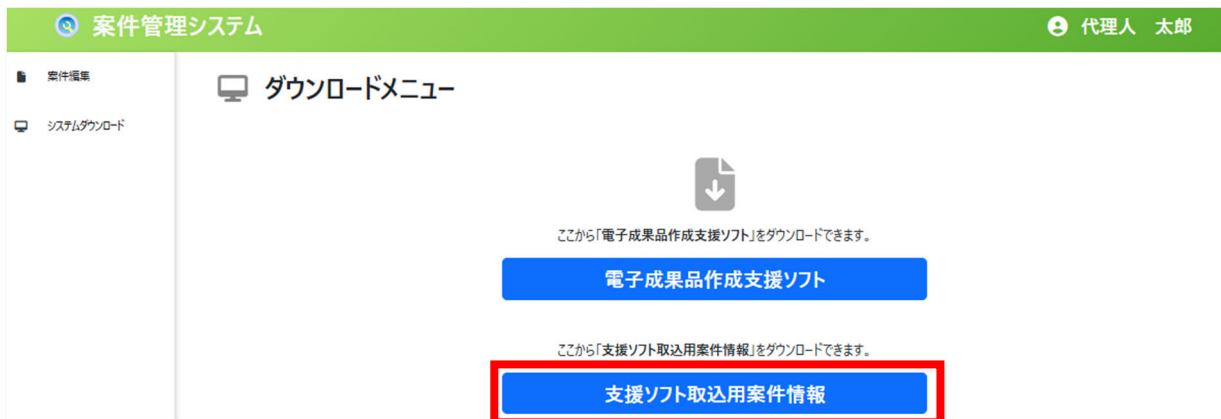 案件管理システム
代理人 太郎
案件編集
システムダウンロード
ダウンロードメニュー
ここから「電子成果品作成支援ソフト」をダウンロードできます。
電子成果品作成支援ソフト
ここから「支援ソフト取込用案件情報」をダウンロードできます。
支援ソフト取込用案件情報